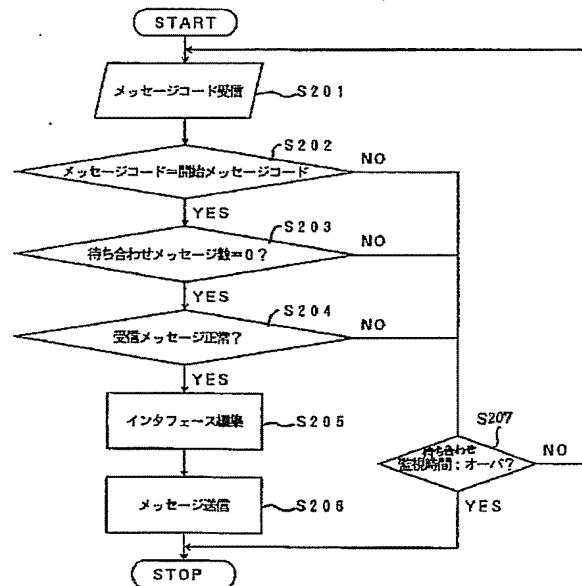 START
メッセージコード受信
S201
S202
メッセージコード=開始メッセージコード
NO
YES
S203
待ち合わせメッセージ数=0?
NO
YES
S204
受信メッセージ正常?
NO
YES
インタフェース編集
S205
S207
待ち合わせ
監視時間:オーバ?
NO
YES
メッセージ送信
S206
STOP